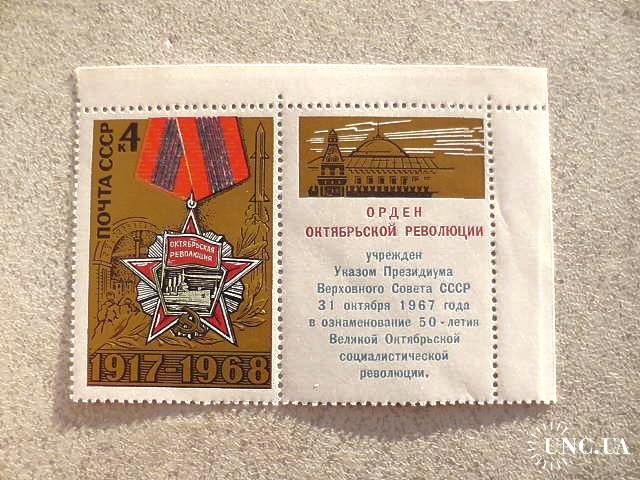 ПОЧТА СССР
4
К
ОКТЯБРЬСКАЯ
РЕВОЛЮЦИЯ
1917-1968
ОРДЕН
ОКТЯБРЬСКОЙ РЕВОЛЮЦИИ
учрежден
Указом Президиума
Верховного Совета СССР
31 октября 1967 года
в ознаменование 50-летия
Великой Октябрьской
социалистической
революции.
UNC.UA